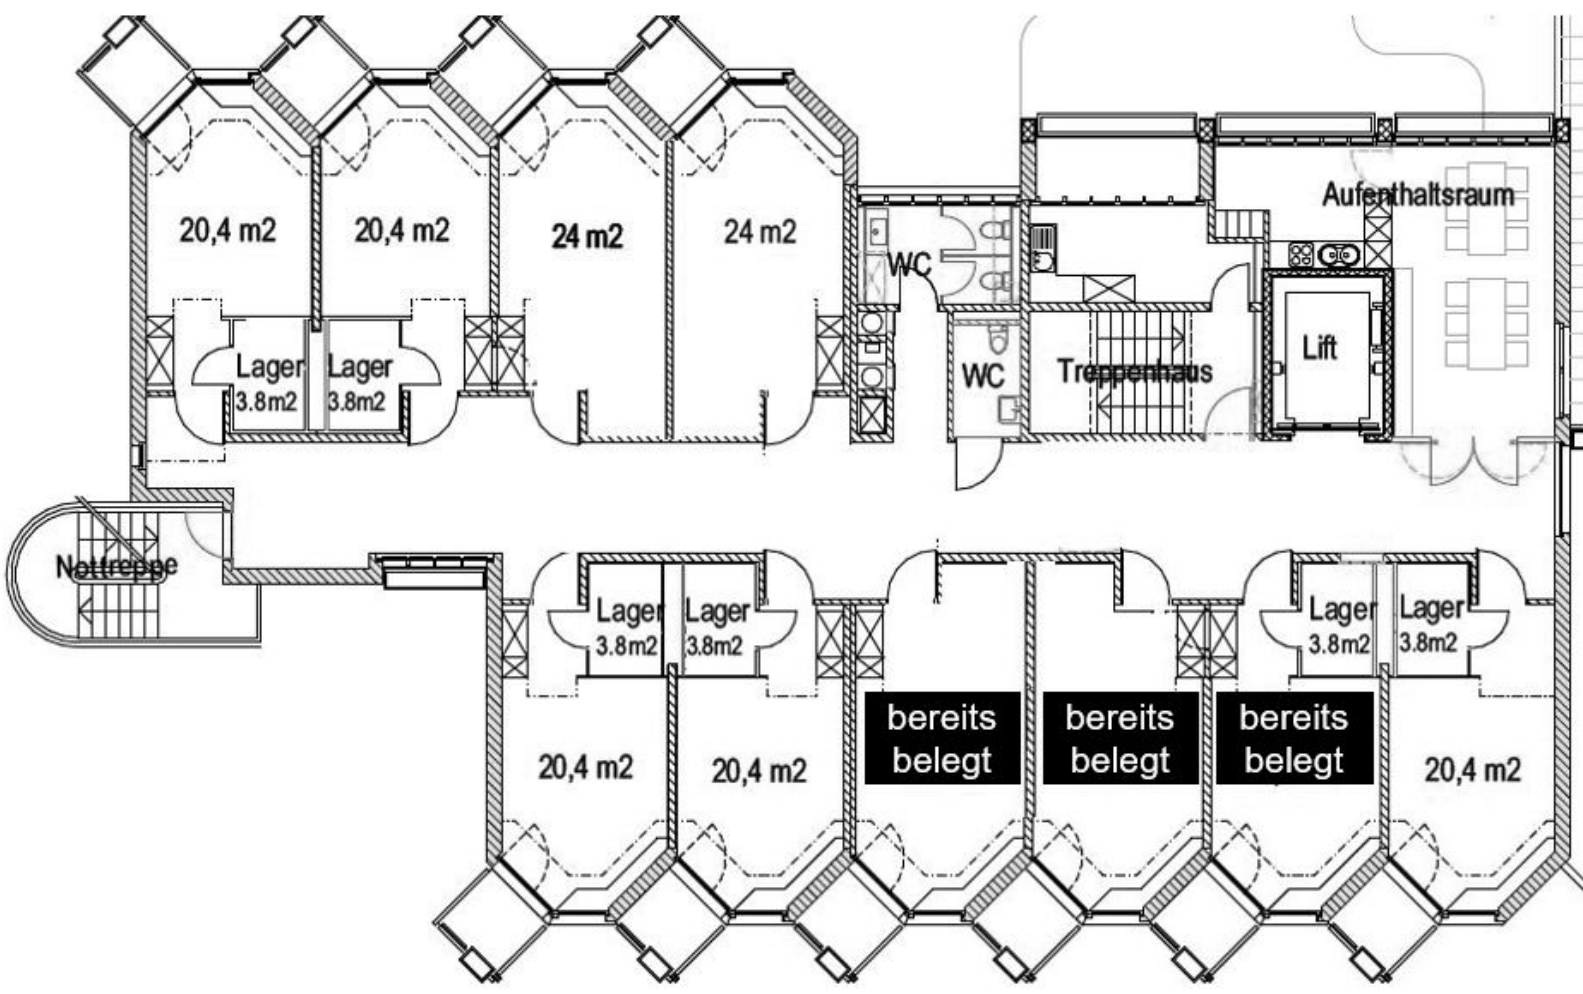 20,4 m2
20,4 m2
24 m2
24 m2
WC
Aufenthaltsraum
Lager
3.8m2
Lager
3.8m2
WC
Treppenhaus
Lift
Nottreppe
Lager
3.8m2
Lager
3.8m2
Lager
3.8m2
Lager
3.8m2
20,4 m2
20,4 m2
bereits
belegt
bereits
belegt
bereits
belegt
20,4 m2